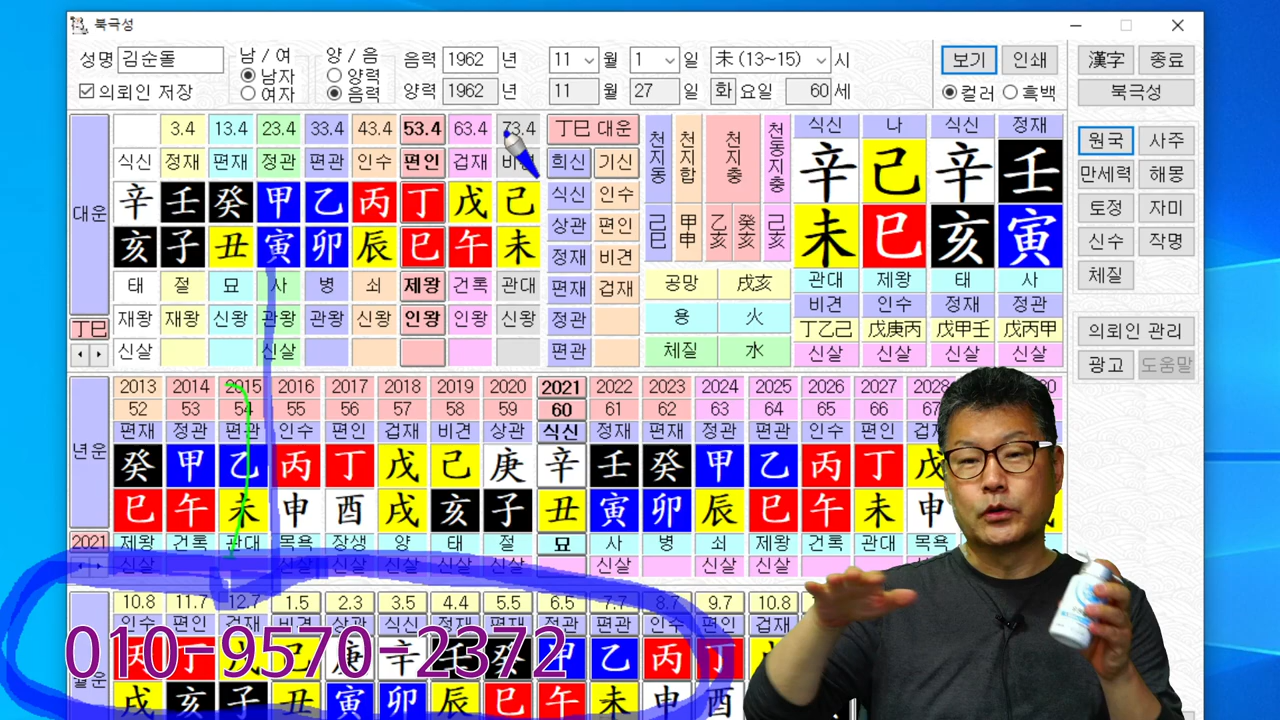 북극성
성명 김순돌 남 / 여 양 / 음 음력 1962 년 11 월 1 일 未 (13~15) 시 보기 인쇄 漢字 종료
남자 양력
의뢰인 저장 여자 음력 양력 1962 년 11 월 27 일 화 요일 60 세 컬러 흑백 북극성
3.4 13.4 23.4 33.4 43.4 53.4 63.4 73.4 丁巳 대운 천지동 천지합 천지충 천동지충 식신 나 식신 정재
식신 정재 편재 정관 편관 인수 편인 겁재 희신 기신 辛 己 辛 壬 원국 사주
대운 辛 壬 癸 甲 乙 丙 丁 戊 己 식신 인수 만세력 해몽
亥 子 丑 寅 卯 辰 巳 午 未 상관 편인 己巳 甲申 乙亥 癸亥 己亥 未 巳 亥 寅 토정 자미
정재 비견 신수 작명
태 절 묘 사 병 쇠 제왕 건록 관대 편재 겁재 공망 戌亥 관대 제왕 태 사 체질
丁巳 재왕 재왕 신왕 관왕 관왕 신왕 인왕 인왕 신왕 정관 용 火 비견 인수 정재 정관
신살 신살 편관 체질 水 丁乙己 戊庚丙 戊甲壬 戊丙甲
신살 신살 신살 신살
의뢰인 관리
광고 도움말
2013 2014 2015 2016 2017 2018 2019 2020 2021 2022 2023 2024 2025 2026 2027
52 53 54 55 56 57 58 59 60 61 62 63 64 65 66 67
년운 편재 정관 편관 인수 편인 겁재 비견 상관 식신 정재 편재 정관 편관 인수 편인
癸 甲 乙 丙 丁 戊 己 庚 辛 壬 癸 甲 乙 丙 丁 戊
巳 午 未 申 酉 戌 亥 子 丑 寅 卯 辰 巳 午 未 申
2021 제왕 건록 관대 목욕 장생 양 태 절 묘 사 병 쇠 제왕 건록 관대 목욕
신살 신살 신살 신살 신살 신살 신살
10.8 11.7 12.7 1.5 2.3 3.5 4.4 5.5 6.5 7.7 8.7 9.7 10.8
인수 편인 겁재 비견 상관 식신 정재 편재 정관 편관 인수 편인 겁재
010-9570-2372
丁 庚 辛 壬 癸 甲 乙 丙 丁
戌 亥 子 丑 寅 卯 辰 巳 午 未 申 酉